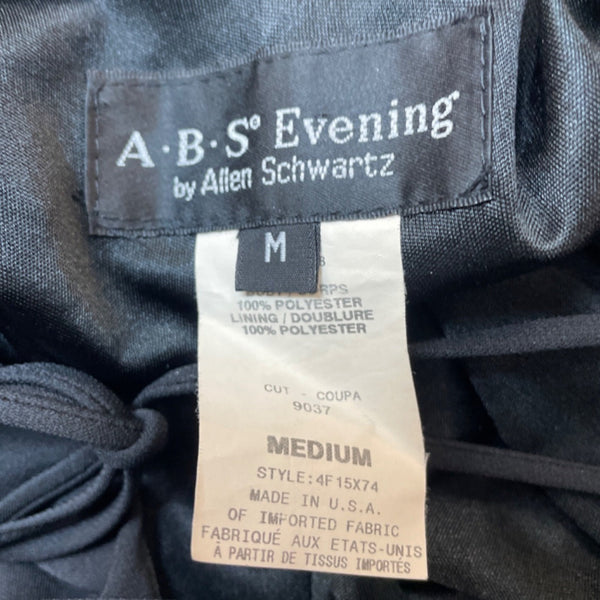 A·B·S® Evening
by Allen Schwartz
M
100% POLYESTER
LINING / DOUBLURE
100% POLYESTER
CUT - COUPA
9037
MEDIUM
STYLE:4F15X74
MADE IN U.S.A.
OF IMPORTED FABRIC
FABRIQUÉ AUX ETATS-UNIS
À PARTIR DE TISSUS IMPORTÉS